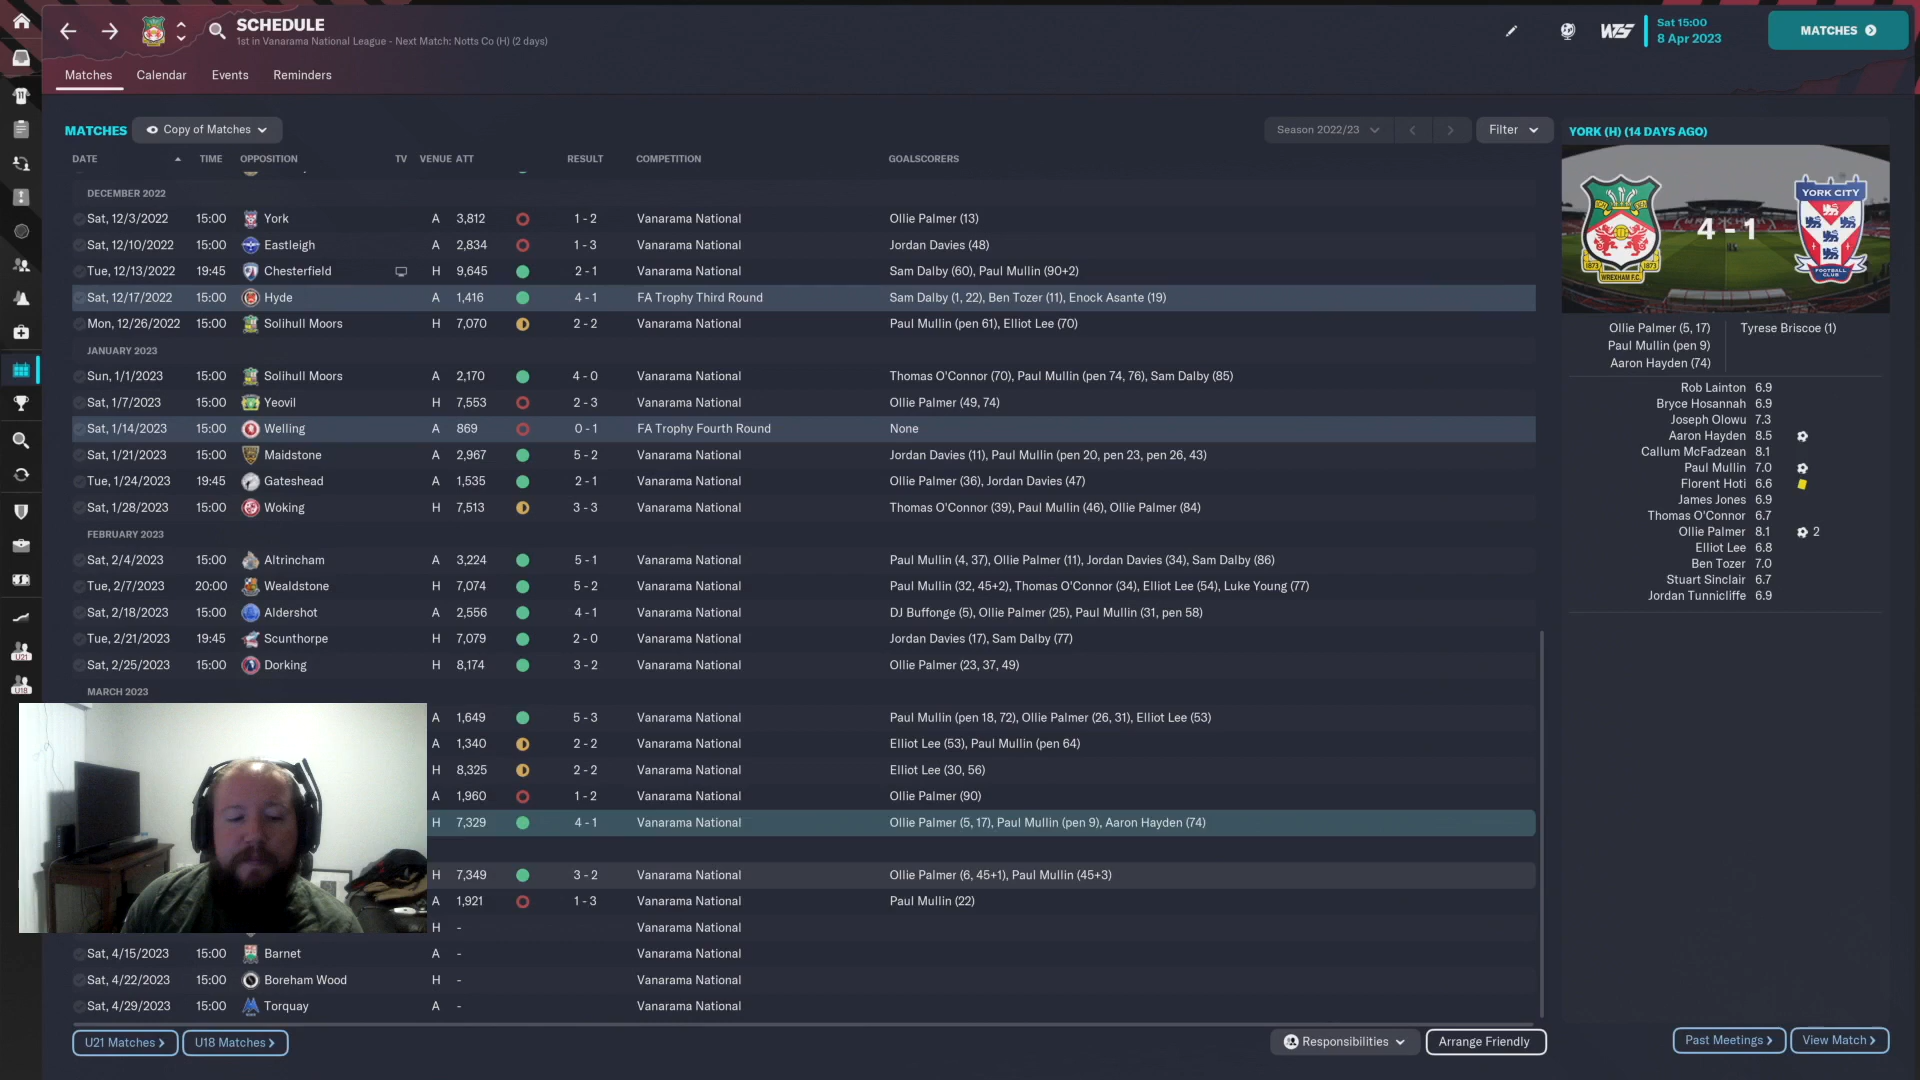 SCHEDULE
1st in Vanarama National League - Next Match: Notts Co (H) (2 days)
Sat 15:00
8 Apr 2023
MATCHES
Matches Calendar Events Reminders
MATCHES Copy of Matches Season 2022/23 Filter
DATE TIME OPPOSITION TV VENUE ATT RESULT COMPETITION GOALSCORERS
DECEMBER 2022
Sat, 12/3/2022 15:00 York A 3,812 1 - 2 Vanarama National Ollie Palmer (13)
Sat, 12/10/2022 15:00 Eastleigh A 2,834 1 - 3 Vanarama National Jordan Davies (48)
Tue, 12/13/2022 19:45 Chesterfield H 9,645 2 - 1 Vanarama National Sam Dalby (60), Paul Mullin (90+2)
Sat, 12/17/2022 15:00 Hyde A 1,416 4 - 1 FA Trophy Third Round Sam Dalby (1, 22), Ben Tozer (11), Enock Asante (19)
Mon, 12/26/2022 15:00 Solihull Moors H 7,070 2 - 2 Vanarama National Paul Mullin (pen 61), Elliot Lee (70)
JANUARY 2023
Sun, 1/1/2023 15:00 Solihull Moors A 2,170 4 - 0 Vanarama National Thomas O'Connor (70), Paul Mullin (pen 74, 76), Sam Dalby (85)
Sat, 1/7/2023 15:00 Yeovil H 7,553 2 - 3 Vanarama National Ollie Palmer (49, 74)
Sat, 1/14/2023 15:00 Welling A 869 0 - 1 FA Trophy Fourth Round None
Sat, 1/21/2023 15:00 Maidstone A 2,967 5 - 2 Vanarama National Jordan Davies (11), Paul Mullin (pen 20, pen 23, pen 26, 43)
Tue, 1/24/2023 19:45 Gateshead A 1,535 2 - 1 Vanarama National Ollie Palmer (36), Jordan Davies (47)
Sat, 1/28/2023 15:00 Woking H 7,513 3 - 3 Vanarama National Thomas O'Connor (39), Paul Mullin (46), Ollie Palmer (84)
FEBRUARY 2023
Sat, 2/4/2023 15:00 Altrincham A 3,224 5 - 1 Vanarama National Paul Mullin (4, 37), Ollie Palmer (11), Jordan Davies (34), Sam Dalby (86)
Tue, 2/7/2023 20:00 Wealdstone H 7,074 5 - 2 Vanarama National Paul Mullin (32, 45+2), Thomas O'Connor (34), Elliot Lee (54), Luke Young (77)
Sat, 2/18/2023 15:00 Aldershot A 2,556 4 - 1 Vanarama National DJ Buffonge (5), Ollie Palmer (25), Paul Mullin (31, pen 58)
Tue, 2/21/2023 19:45 Scunthorpe H 7,079 2 - 0 Vanarama National Jordan Davies (17), Sam Dalby (77)
Sat, 2/25/2023 15:00 Dorking H 8,174 3 - 2 Vanarama National Ollie Palmer (23, 37, 49)
MARCH 2023
A 1,649 5 - 3 Vanarama National Paul Mullin (pen 18, 72), Ollie Palmer (26, 31), Elliot Lee (53)
A 1,340 2 - 2 Vanarama National Elliot Lee (53), Paul Mullin (pen 64)
H 8,325 2 - 2 Vanarama National Elliot Lee (30, 56)
A 1,960 1 - 2 Vanarama National Ollie Palmer (90)
H 7,329 4 - 1 Vanarama National Ollie Palmer (5, 17), Paul Mullin (pen 9), Aaron Hayden (74)
H 7,349 3 - 2 Vanarama National Ollie Palmer (6, 45+1), Paul Mullin (45+3)
A 1,921 1 - 3 Vanarama National Paul Mullin (22)
H - Vanarama National
Sat, 4/15/2023 15:00 Barnet A - Vanarama National
Sat, 4/22/2023 15:00 Boreham Wood H - Vanarama National
Sat, 4/29/2023 15:00 Torquay A - Vanarama National
U21 Matches U18 Matches Responsibilities Arrange Friendly
YORK (H) (14 DAYS AGO)
4 - 1
YORK CITY
FOOTBALL CLUB
1873 1873
WREXHAM F.C.
Ollie Palmer (5, 17) Tyrese Briscoe (1)
Paul Mullin (pen 9)
Aaron Hayden (74)
Rob Lainton 6.9
Bryce Hosannah 6.9
Joseph Olowu 7.3
Aaron Hayden 8.5
Callum McFadzean 8.1
Paul Mullin 7.0
Florent Hoti 6.6
James Jones 6.9
Thomas O'Connor 6.7
Ollie Palmer 8.1 2
Elliot Lee 6.8
Ben Tozer 7.0
Stuart Sinclair 6.7
Jordan Tunnicliffe 6.9
Past Meetings View Match
U21
U18